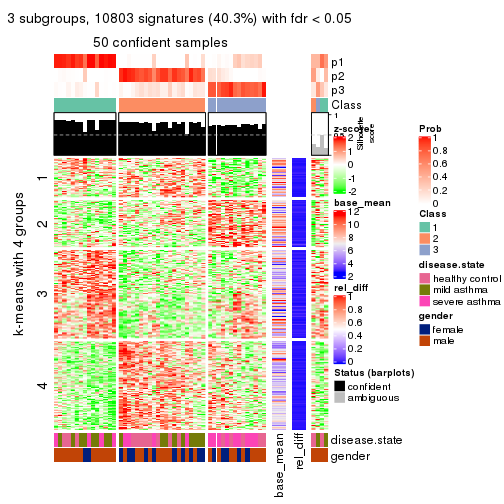 3 subgroups, 10803 signatures (40.3%) with fdr < 0.05
50 confident samples
p1
p2
p3
Class
1
0.5
Silhouette
score
k-means with 4 groups
1
2
3
4
base_mean
rel_diff
disease.state
gender
z-score
2
1
0
-1
-2
base_mean
12
10
8
6
4
2
rel_diff
1
0.8
0.6
0.4
0.2
0
Status (barplots)
confident
ambiguous
Prob
1
0.8
0.6
0.4
0.2
0
Class
1
2
3
disease.state
healthy control
mild asthma
severe asthma
gender
female
male